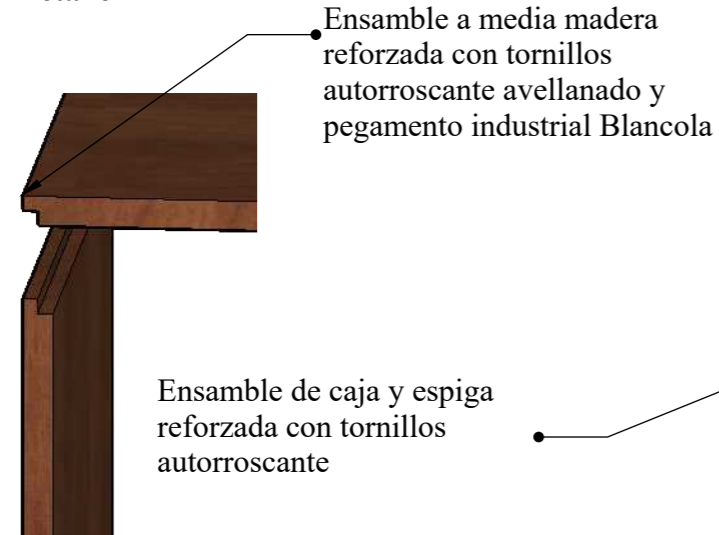 Ensamble a media madera
reforzada con tornillos
autorroscante avellanado y
pegamento industrial Blancola
Ensamble de caja y espiga
reforzada con tornillos
autorroscante